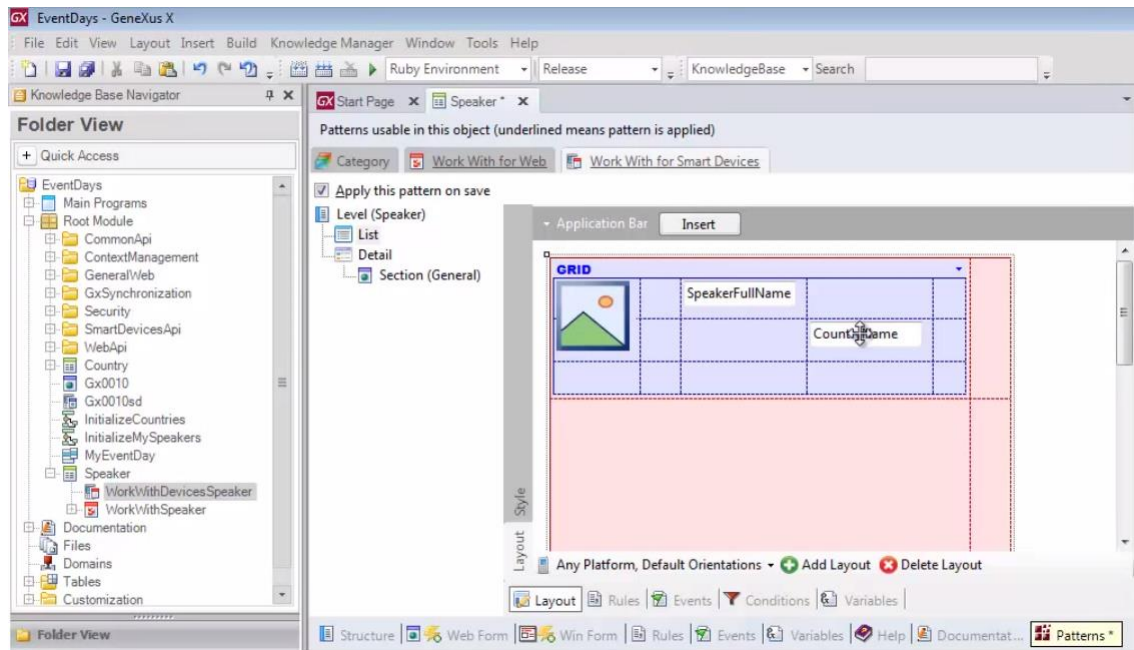 GX EventDays - GeneXus X
File Edit View Layout Insert Build Knowledge Manager Window Tools Help
Ruby Environment Release KnowledgeBase Search
Knowledge Base Navigator
GX Start Page Speaker *
Folder View
Patterns usable in this object (underlined means pattern is applied)
+ Quick Access
Category Work With for Web Work With for Smart Devices
Apply this pattern on save
EventDays
Main Programs
Root Module
CommonApi
ContextManagement
GeneralWeb
GxSynchronization
Security
SmartDevicesApi
WebApi
Country
Gx0010
Gx0010sd
InitializeCountries
InitializeMySpeakers
MyEventDay
Speaker
WorkWithDevicesSpeaker
WorkWithSpeaker
Documentation
Files
Domains
Tables
Customization
Folder View
Level (Speaker)
List
Detail
Section (General)
Application Bar Insert
GRID
SpeakerFullName
Style
Layout
Any Platform, Default Orientations Add Layout Delete Layout
Layout Rules Events Conditions Variables
Structure Web Form Win Form Rules Events Variables Help Documentat... Patterns *